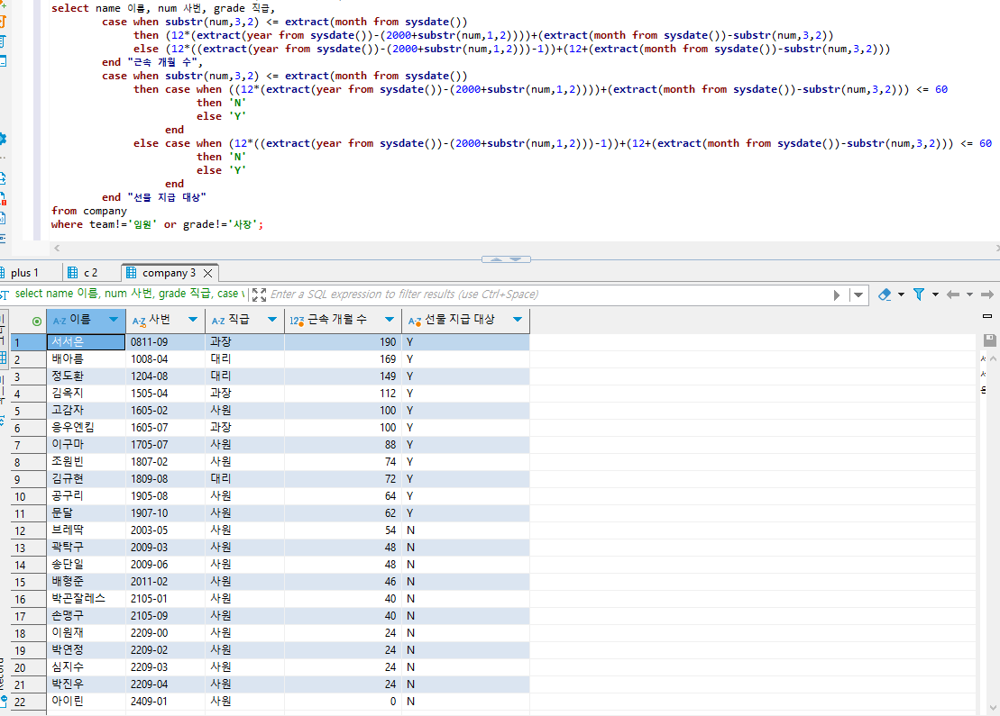 select name 이름, num 사번, grade 직급,
case when substr(num,3,2) <= extract(month from sysdate())
then (12*(extract(year from sysdate())-(2000+substr(num,1,2))))+(extract(month from sysdate())-substr(num,3,2))
else (12*((extract(year from sysdate())-(2000+substr(num,1,2)))-1))+(12+(extract(month from sysdate())-substr(num,3,2)))
end "근속 개월 수",
case when substr(num,3,2) <= extract(month from sysdate())
then case when ((12*(extract(year from sysdate())-(2000+substr(num,1,2))))+(extract(month from sysdate())-substr(num,3,2))) <= 60
then 'N'
else 'Y'
end
else case when (12*((extract(year from sysdate())-(2000+substr(num,1,2)))-1))+(12+(extract(month from sysdate())-substr(num,3,2))) <= 60
then 'N'
else 'Y'
end
end "선물 지급 대상"
from company
where team!='임원' or grade!='사장';
plus 1 c 2 company 3
select name 이름, num 사번, grade 직급, case Enter a SQL expression to filter results (use Ctrl+Space)
A-Z 이름 A-Z 사번 A-Z 직급 123 근속 개월 수 A-Z 선물 지급 대상
1 서서운 0811-09 과장 190 Y
2 배아름 1008-04 대리 169 Y
3 정도환 1204-08 대리 149 Y
4 김옥지 1505-04 과장 112 Y
5 고감자 1605-02 사원 100 Y
6 응우엔킴 1605-07 과장 100 Y
7 이구마 1705-07 사원 88 Y
8 조원빈 1807-02 사원 74 Y
9 김규현 1809-08 대리 72 Y
10 공구리 1905-08 사원 64 Y
11 문달 1907-10 사원 62 Y
12 브레딱 2003-05 사원 54 N
13 곽탁구 2009-03 사원 48 N
14 송단일 2009-06 사원 48 N
15 배형준 2011-02 사원 46 N
16 박곤잘레스 2105-01 사원 40 N
17 손맹구 2105-09 사원 40 N
18 이원재 2209-00 사원 24 N
19 박연정 2209-02 사원 24 N
20 심지수 2209-03 사원 24 N
21 박진우 2209-04 사원 24 N
22 아이린 2409-01 사원 0 N